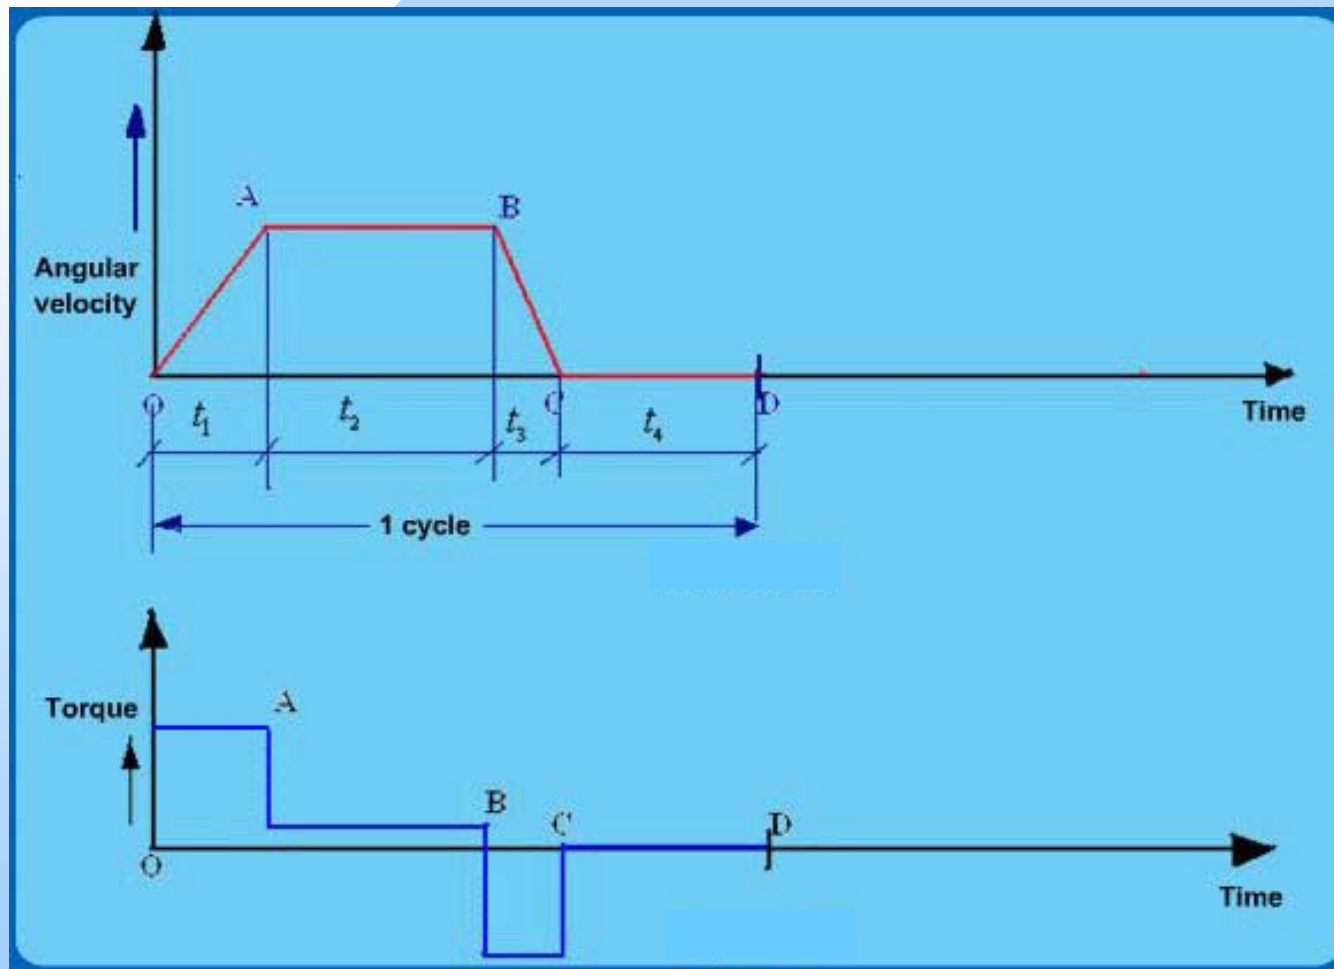 A
B
Angular
velocity
O
t₁
t₂
t₃
C
t₄
D
Time
1 cycle
Torque
A
B
C
D
O
Time